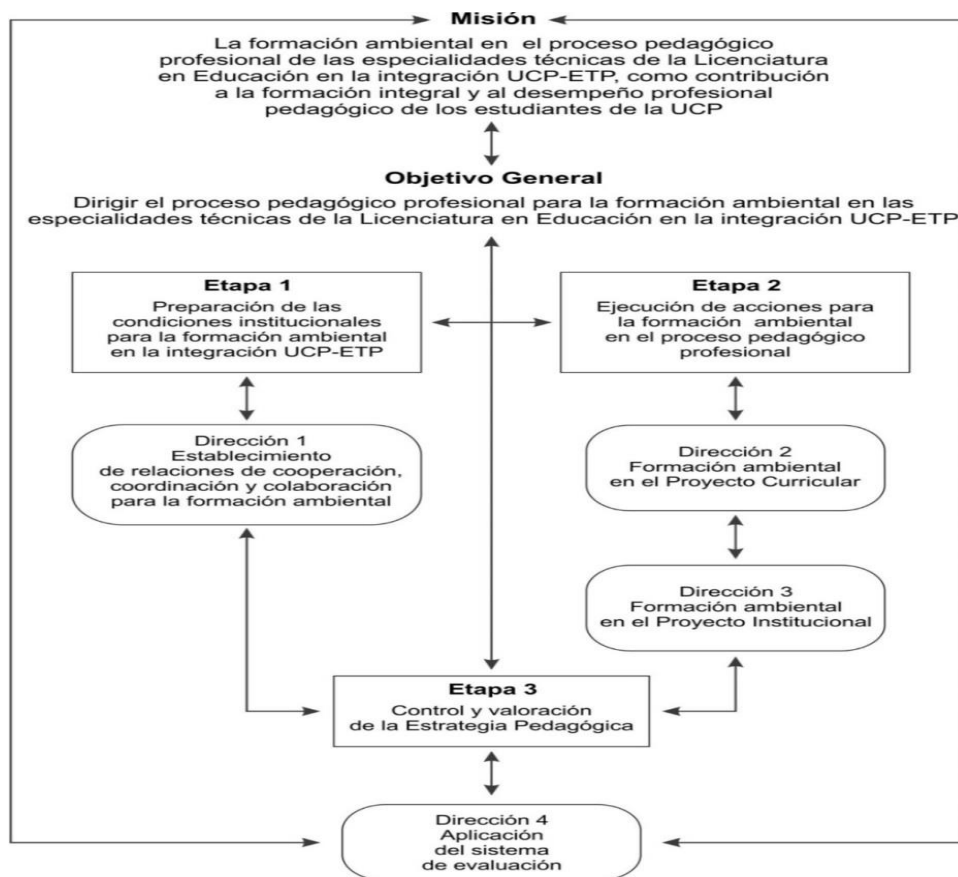 Misión
La formación ambiental en el proceso pedagógico
profesional de las especialidades técnicas de la Licenciatura
en Educación en la integración UCP-ETP, como contribución
a la formación integral y al desempeño profesional
pedagógico de los estudiantes de la UCP
Objetivo General
Dirigir el proceso pedagógico profesional para la formación ambiental en las
especialidades técnicas de la Licenciatura en Educación en la integración UCP-ETP
Etapa 1
Preparación de las
condiciones institucionales
para la formación ambiental
en la integración UCP-ETP
Etapa 2
Ejecución de acciones para
la formación ambiental
en el proceso pedagógico
profesional
Dirección 1
Establecimiento
de relaciones de cooperación,
coordinación y colaboración
para la formación ambiental
Dirección 2
Formación ambiental
en el Proyecto Curricular
Dirección 3
Formación ambiental
en el Proyecto Institucional
Etapa 3
Control y valoración
de la Estrategia Pedagógica
Dirección 4
Aplicación
del sistema
de evaluación